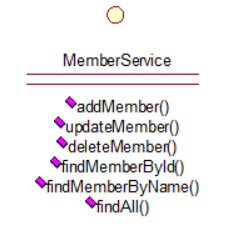 MemberService
addMember()
updateMember()
deleteMember()
findMemberById()
findMemberByName()
findAll()